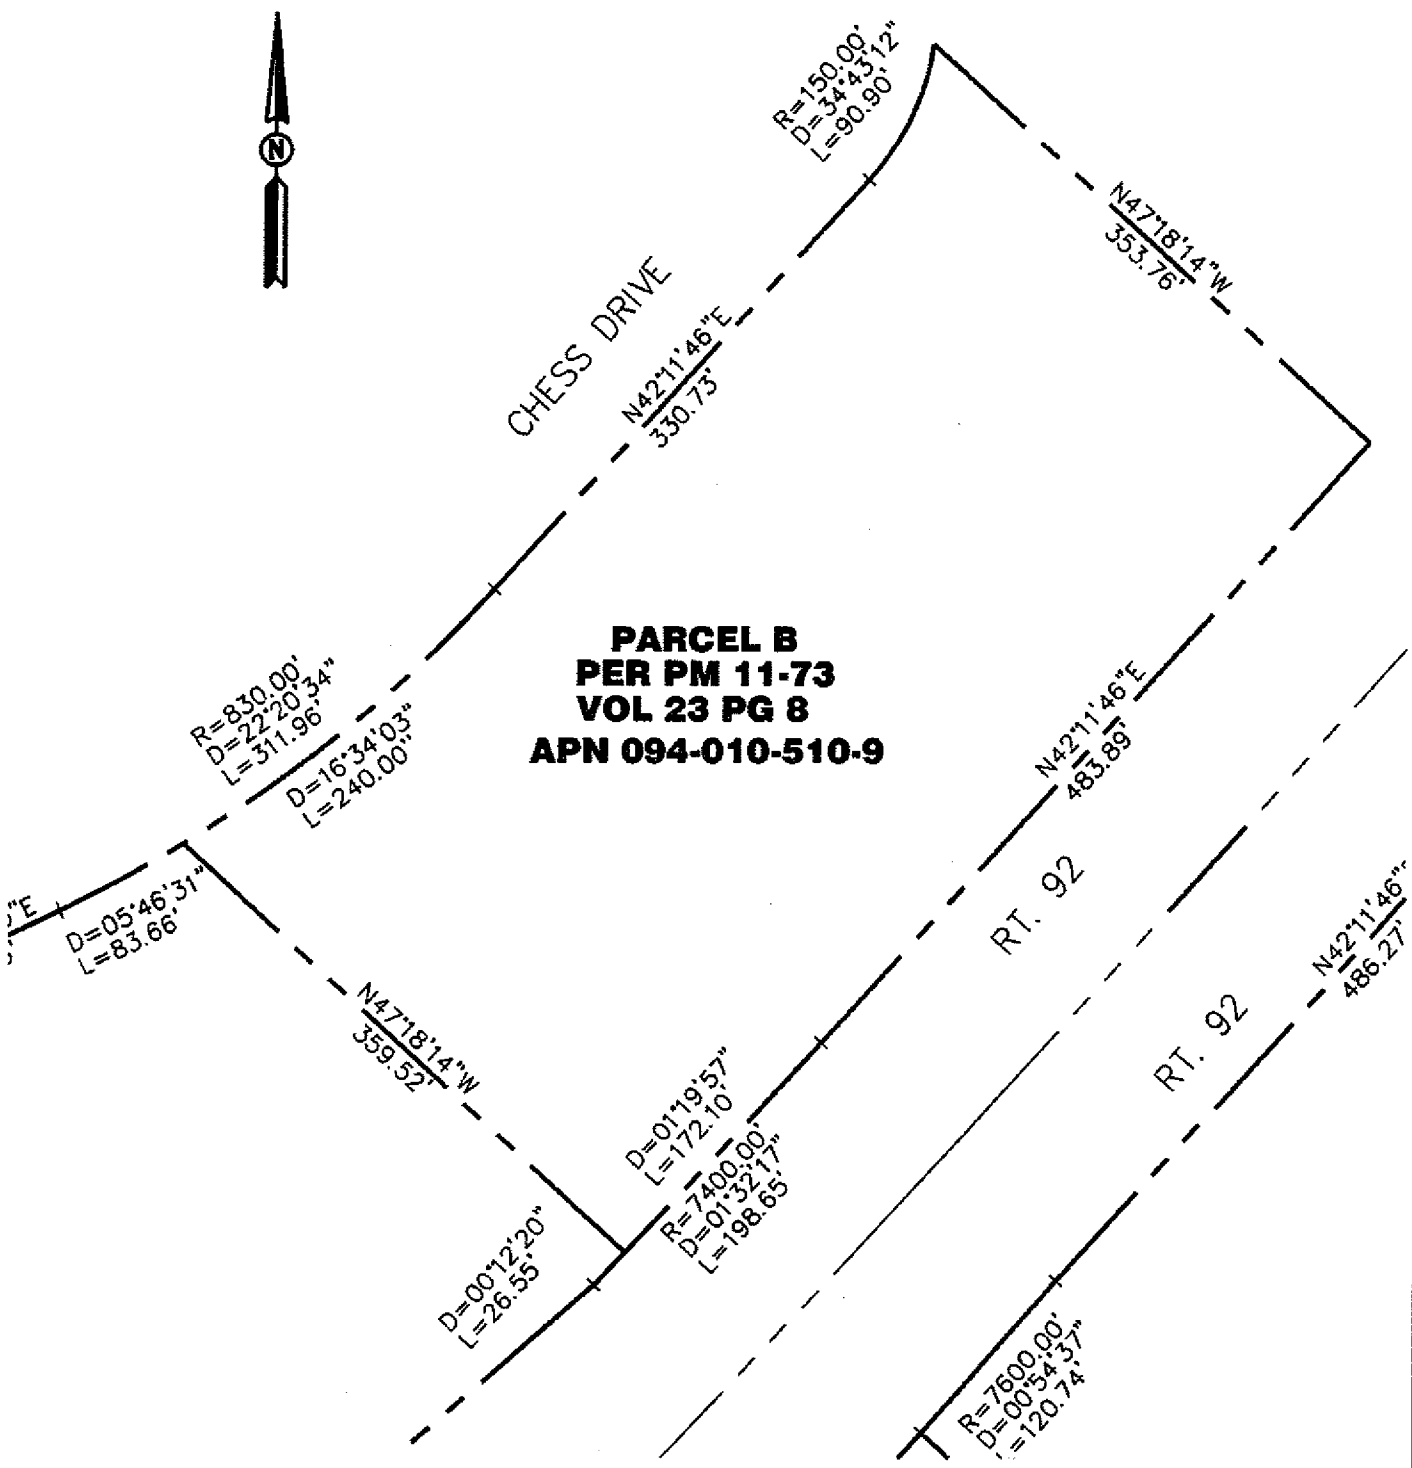 N
R=150.00'
D=34°43'12"
L=90.90'
N47°18'14"W
353.76'
CHESS DRIVE
N42°11'46"E
330.73'
PARCEL B
PER PM 11-73
VOL 23 PG 8
APN 094-010-510-9
R=830.00'
D=22°20'34"
L=311.96'
D=16°34'03"
L=240.00'
N42°11'46"E
483.89'
"E
D=05°46'31"
L=83.66'
RT. 92
N42°11'46"
486.27'
N47°18'14"W
359.52'
RT. 92
D=01°19'57"
L=172.10'
R=7400.00'
D=01°32'17"
L=198.65'
D=00°12'20"
L=26.55'
R=7600.00'
D=00°54'37"
L=120.74'